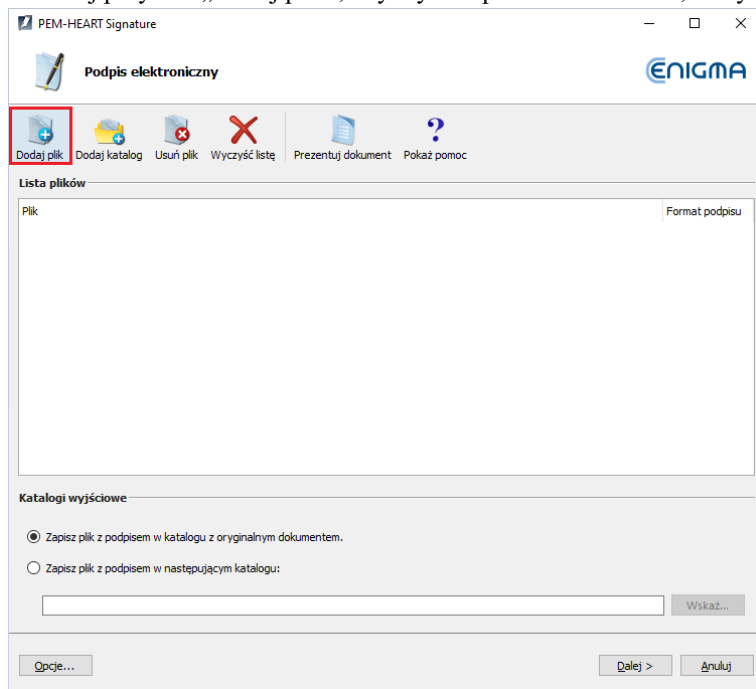 PEM-HEART Signature
Podpis elektroniczny
ENIGMA
Dodaj plik Dodaj katalog Usuń plik Wyczyść listę Prezentuj dokument Pokaż pomoc
Lista plików
Plik Format podpisu
Katalogi wyjściowe
Zapisz plik z podpisem w katalogu z oryginalnym dokumentem.
Zapisz plik z podpisem w następującym katalogu:
Wskaż...
Opcje... Dalej > Anuluj